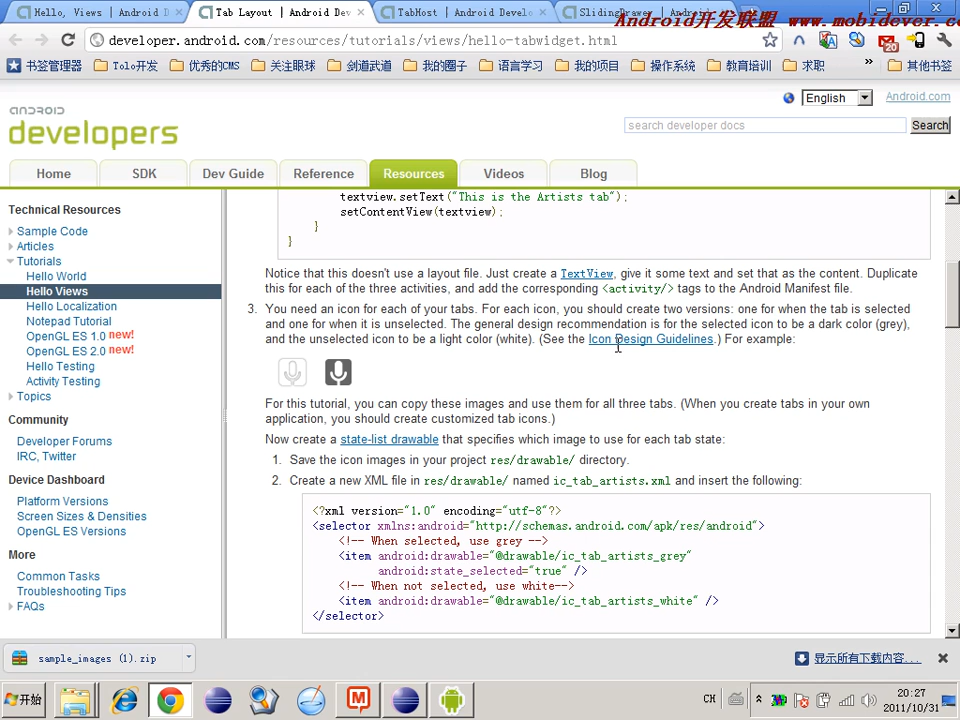 Hello, Views | Android D
Tab Layout | Android Dev
TabHost | Android Develo
SlidingDrawer | Android
Android开发联盟 www.mobidever.co
developer.android.com/resources/tutorials/views/hello-tabwidget.html
20
书签管理器 Tolo开发 优秀的CMS 关注眼球 剑道武道 我的圈子 语言学习 我的项目 操作系统 教育培训 求职 » 其他书签
English
Android.com
android
developers
search developer docs
Search
Home SDK Dev Guide Reference Resources Videos Blog
Technical Resources
Sample Code
Articles
Tutorials
Hello World
Hello Views
Hello Localization
Notepad Tutorial
OpenGL ES 1.0 new!
OpenGL ES 2.0 new!
Hello Testing
Activity Testing
Topics
Community
Developer Forums
IRC, Twitter
Device Dashboard
Platform Versions
Screen Sizes & Densities
OpenGL ES Versions
More
Common Tasks
Troubleshooting Tips
FAQs
textview.setText("This is the Artists tab");
setContentView(textview);
}
}
Notice that this doesn't use a layout file. Just create a TextView, give it some text and set that as the content. Duplicate
this for each of the three activities, and add the corresponding <activity/> tags to the Android Manifest file.
3. You need an icon for each of your tabs. For each icon, you should create two versions: one for when the tab is selected
and one for when it is unselected. The general design recommendation is for the selected icon to be a dark color (grey),
and the unselected icon to be a light color (white). (See the Icon Design Guidelines.) For example:
For this tutorial, you can copy these images and use them for all three tabs. (When you create tabs in your own
application, you should create customized tab icons.)
Now create a state-list drawable that specifies which image to use for each tab state:
1. Save the icon images in your project res/drawable/ directory.
2. Create a new XML file in res/drawable/ named ic_tab_artists.xml and insert the following:
<?xml version="1.0" encoding="utf-8"?>
<selector xmlns:android="http://schemas.android.com/apk/res/android">
<!-- When selected, use grey -->
<item android:drawable="@drawable/ic_tab_artists_grey"
android:state_selected="true" />
<!-- When not selected, use white-->
<item android:drawable="@drawable/ic_tab_artists_white" />
</selector>
sample_images (1).zip
显示所有下载内容...
开始
CH
20:27
2011/10/31